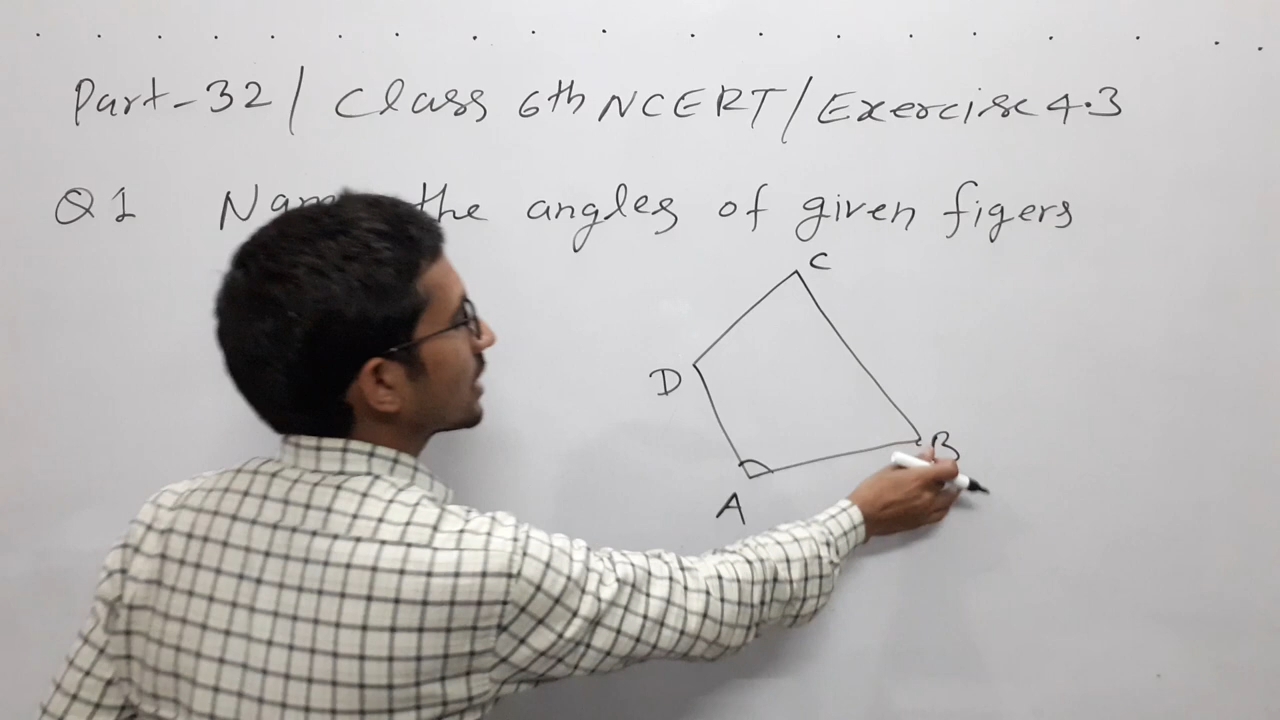 Part-32/ Class 6th NCERT/Exercise 4.3
Q1 the angles of given figers
C
D
B
A